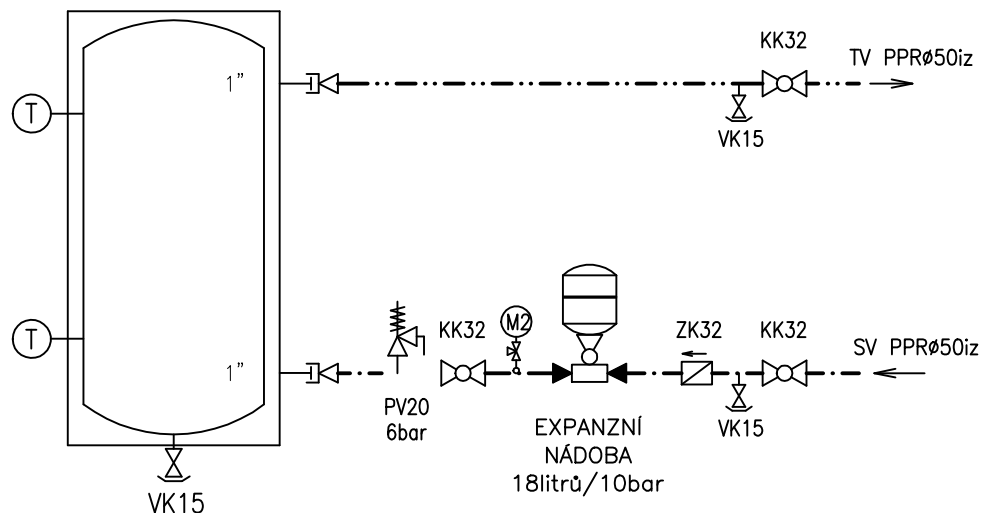 KK32
TV PPRø50iz
1"
T
VK15
T
KK32
M2
ZK32
KK32
SV PPRø50iz
1"
PV20
6bar
EXPANZNÍ
NÁDOBA
18litrů/10bar
VK15
VK15